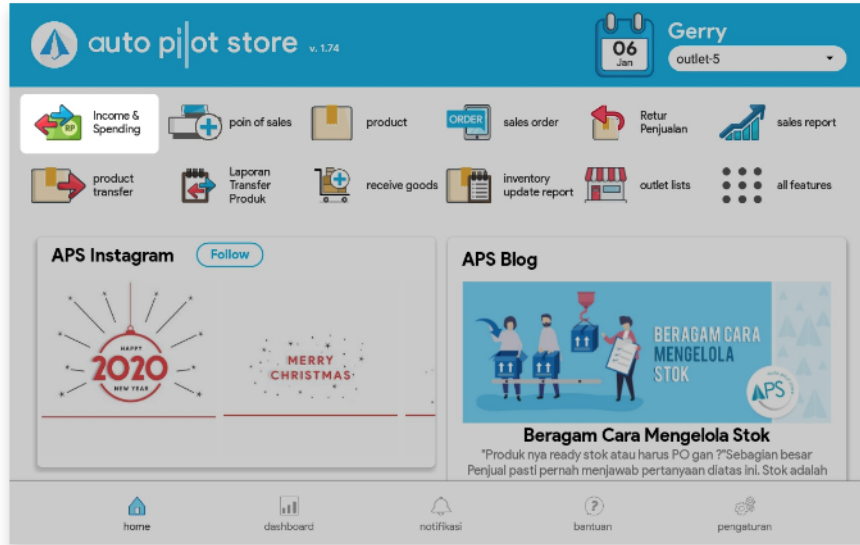 auto pilot store v. 1.74
06
Jan
Gerry
outlet-5
RP
Income &
Spending
poin of sales
product
ORDER
sales order
Retur
Penjualan
sales report
product
transfer
Laporan
Transfer
Produk
receive goods
inventory
update report
outlet lists
all features
APS Instagram
Follow
HAPPY
2020
NEW YEAR
MERRY
CHRISTMAS
APS Blog
BERAGAM CARA
MENGELOLA
STOK
APS
Beragam Cara Mengelola Stok
"Produk nya ready stok atau harus PO gan ?"Sebagian besar
Penjual pasti pernah menjawab pertanyaan diatas ini. Stok adalah
home
dashboard
notifikasi
?
bantuan
pengaturan